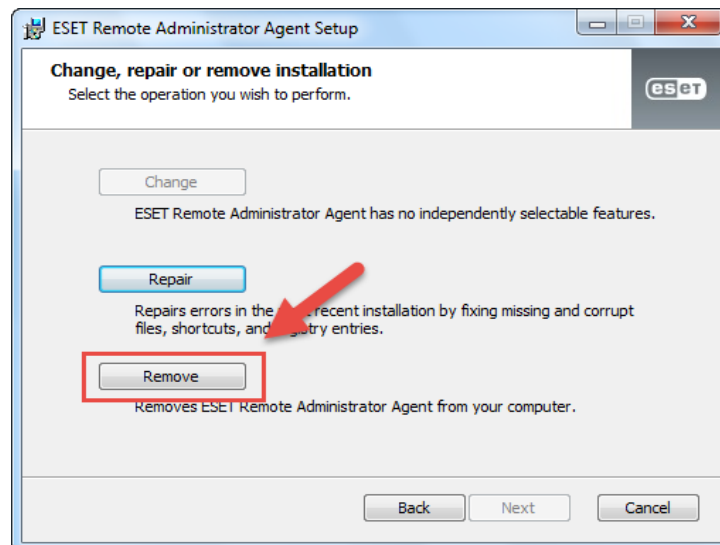 ESET Remote Administrator Agent Setup
Change, repair or remove installation
Select the operation you wish to perform.
eset
Change
ESET Remote Administrator Agent has no independently selectable features.
Repair
Repairs errors in the recent installation by fixing missing and corrupt
files, shortcuts, and entries.
Remove
Removes ESET Remote Administrator Agent from your computer.
Back
Next
Cancel